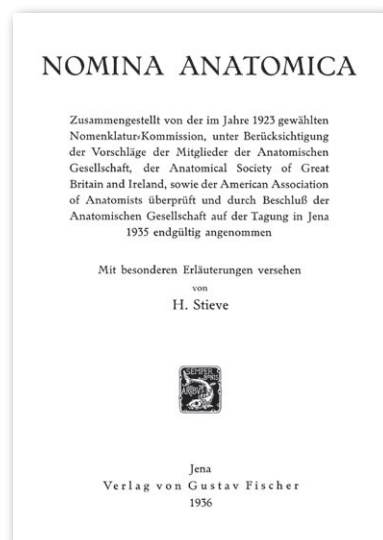 NOMINA ANATOMICA
Zusammengestellt von der im Jahre 1923 gewählten
Nomenklatur-Kommission, unter Berücksichtigung
der Vorschläge der Mitglieder der Anatomischen
Gesellschaft, der Anatomical Society of Great
Britain and Ireland, sowie der American Association
of Anatomists überprüft und durch Beschluß der
Anatomischen Gesellschaft auf der Tagung in Jena
1935 endgültig angenommen
Mit besonderen Erläuterungen versehen
von
H. Stieve
SEMPER
BONIS
ARTIBUS
Jena
Verlag von Gustav Fischer
1936